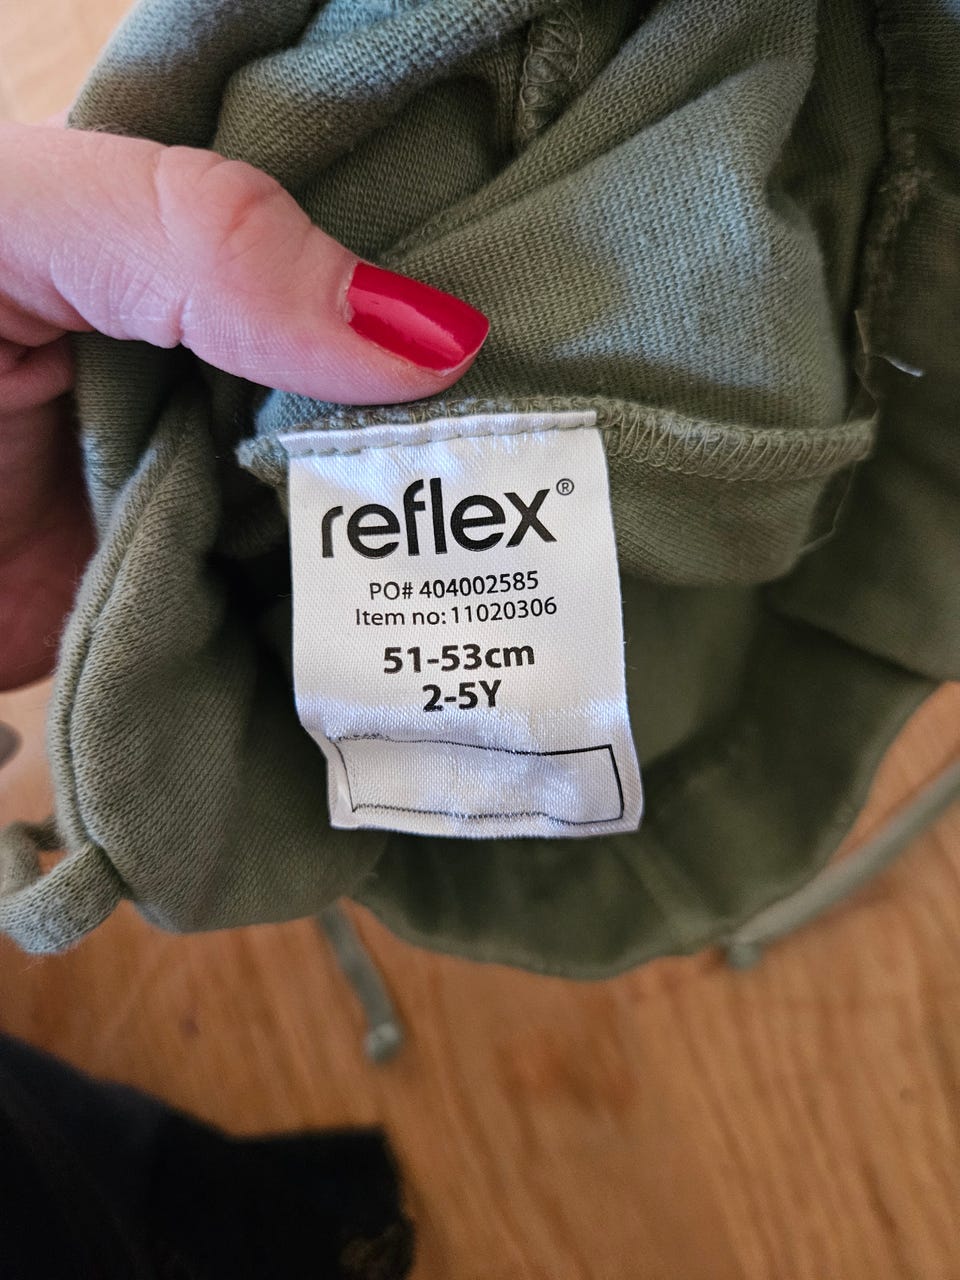 reflex®
PO# 404002585
Item no: 11020306
51-53cm
2-5Y